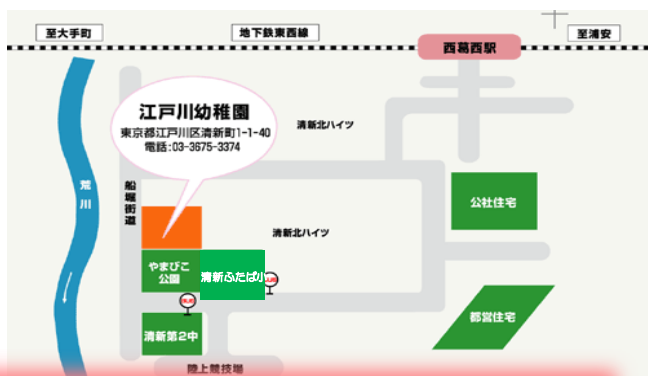 至大手町
地下鉄東西線
西葛西駅
至浦安
江戸川幼稚園
東京都江戸川区清新町1-1-40
電話:03-3675-3374
清新北ハイツ
荒川
船堀街道
公社住宅
清新北ハイツ
やまびこ
公園
清新ふたば小
都営住宅
清新第2中
陸上競技場